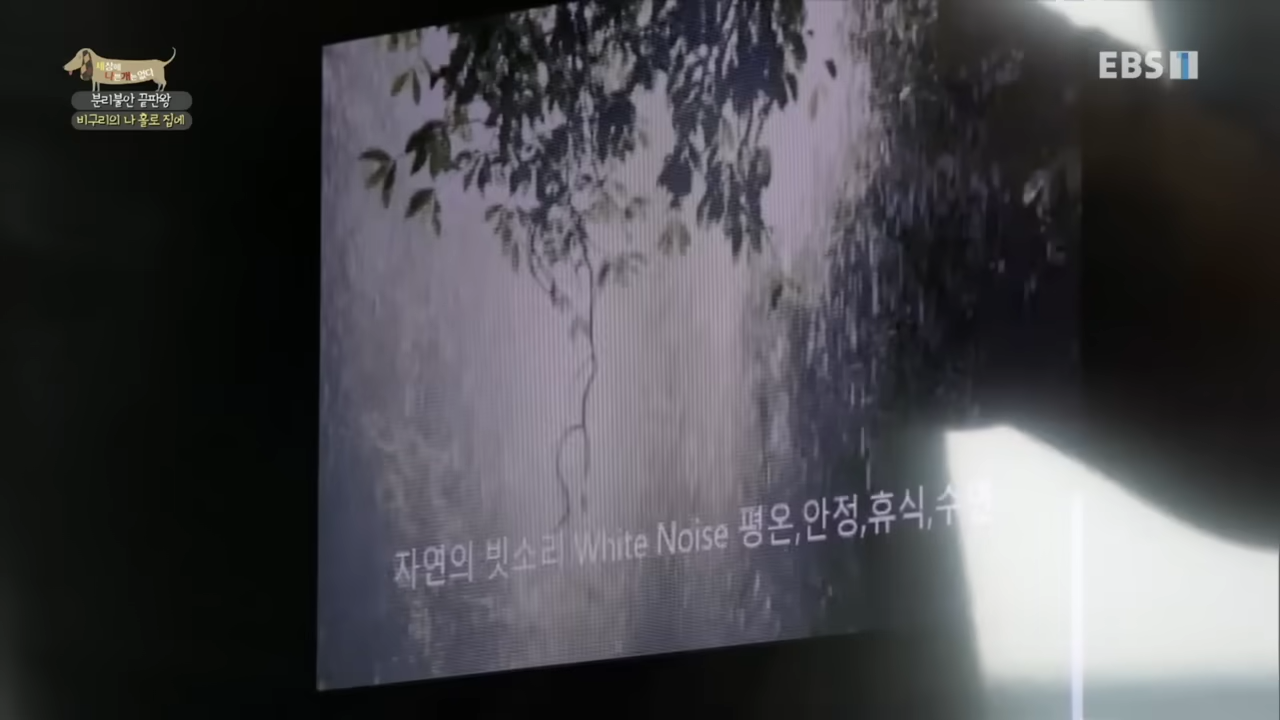 세상에
나쁜 개는 없다
분리불안 끝판왕
비구리의 나 홀로 집에
EBS1
자연의 빗소리 White Noise 평온,안정,휴식,수면